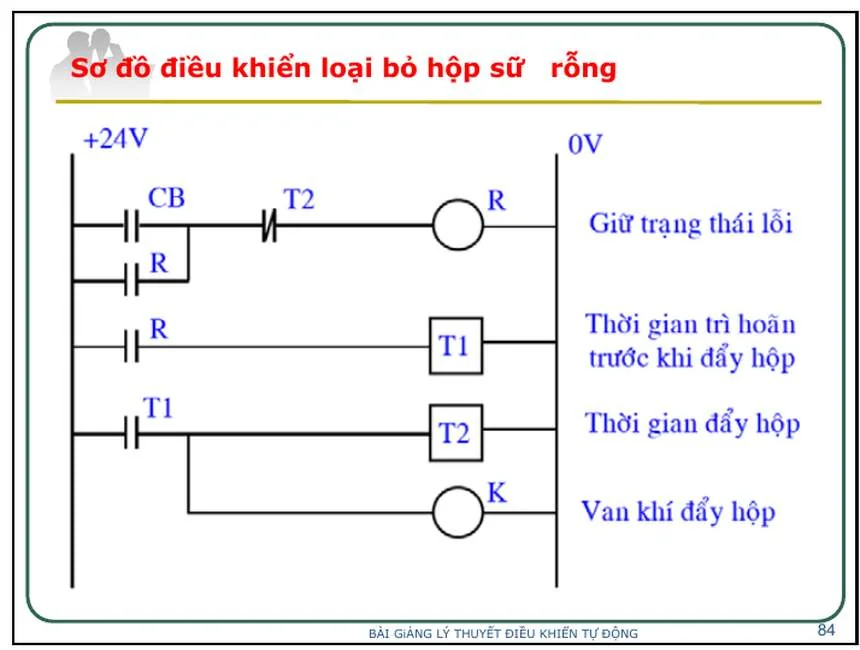 Sơ đồ điều khiển loại bỏ hộp sữ rỗng
+24V
0V
CB
T2
R
Giữ trạng thái lỗi
R
R
T1
Thời gian trì hoãn
trước khi đẩy hộp
T1
T2
Thời gian đẩy hộp
K
Van khí đẩy hộp
BÀI GiẢNG LÝ THUYẾT ĐIỀU KHIỂN TỰ ĐỘNG
84